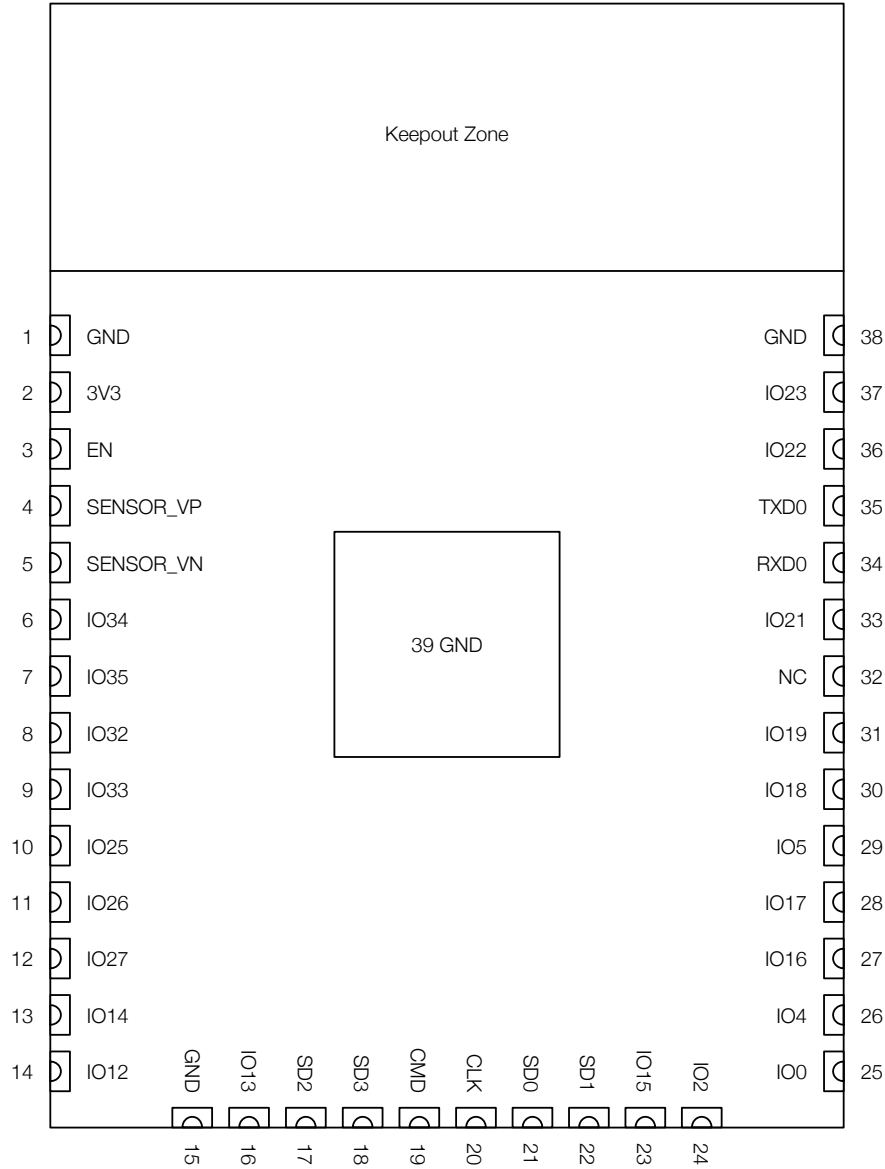 Keepout Zone
1 GND GND 38
2 3V3 IO23 37
3 EN IO22 36
4 SENSOR_VP TXD0 35
5 SENSOR_VN RXD0 34
6 IO34 IO21 33
39 GND
7 IO35 NC 32
8 IO32 IO19 31
9 IO33 IO18 30
10 IO25 IO5 29
11 IO26 IO17 28
12 IO27 IO16 27
13 IO14 IO4 26
14 IO12 IO0 25
GND IO13 SD2 SD3 CMD CLK SD0 SD1 IO15 IO2
15 16 17 18 19 20 21 22 23 24